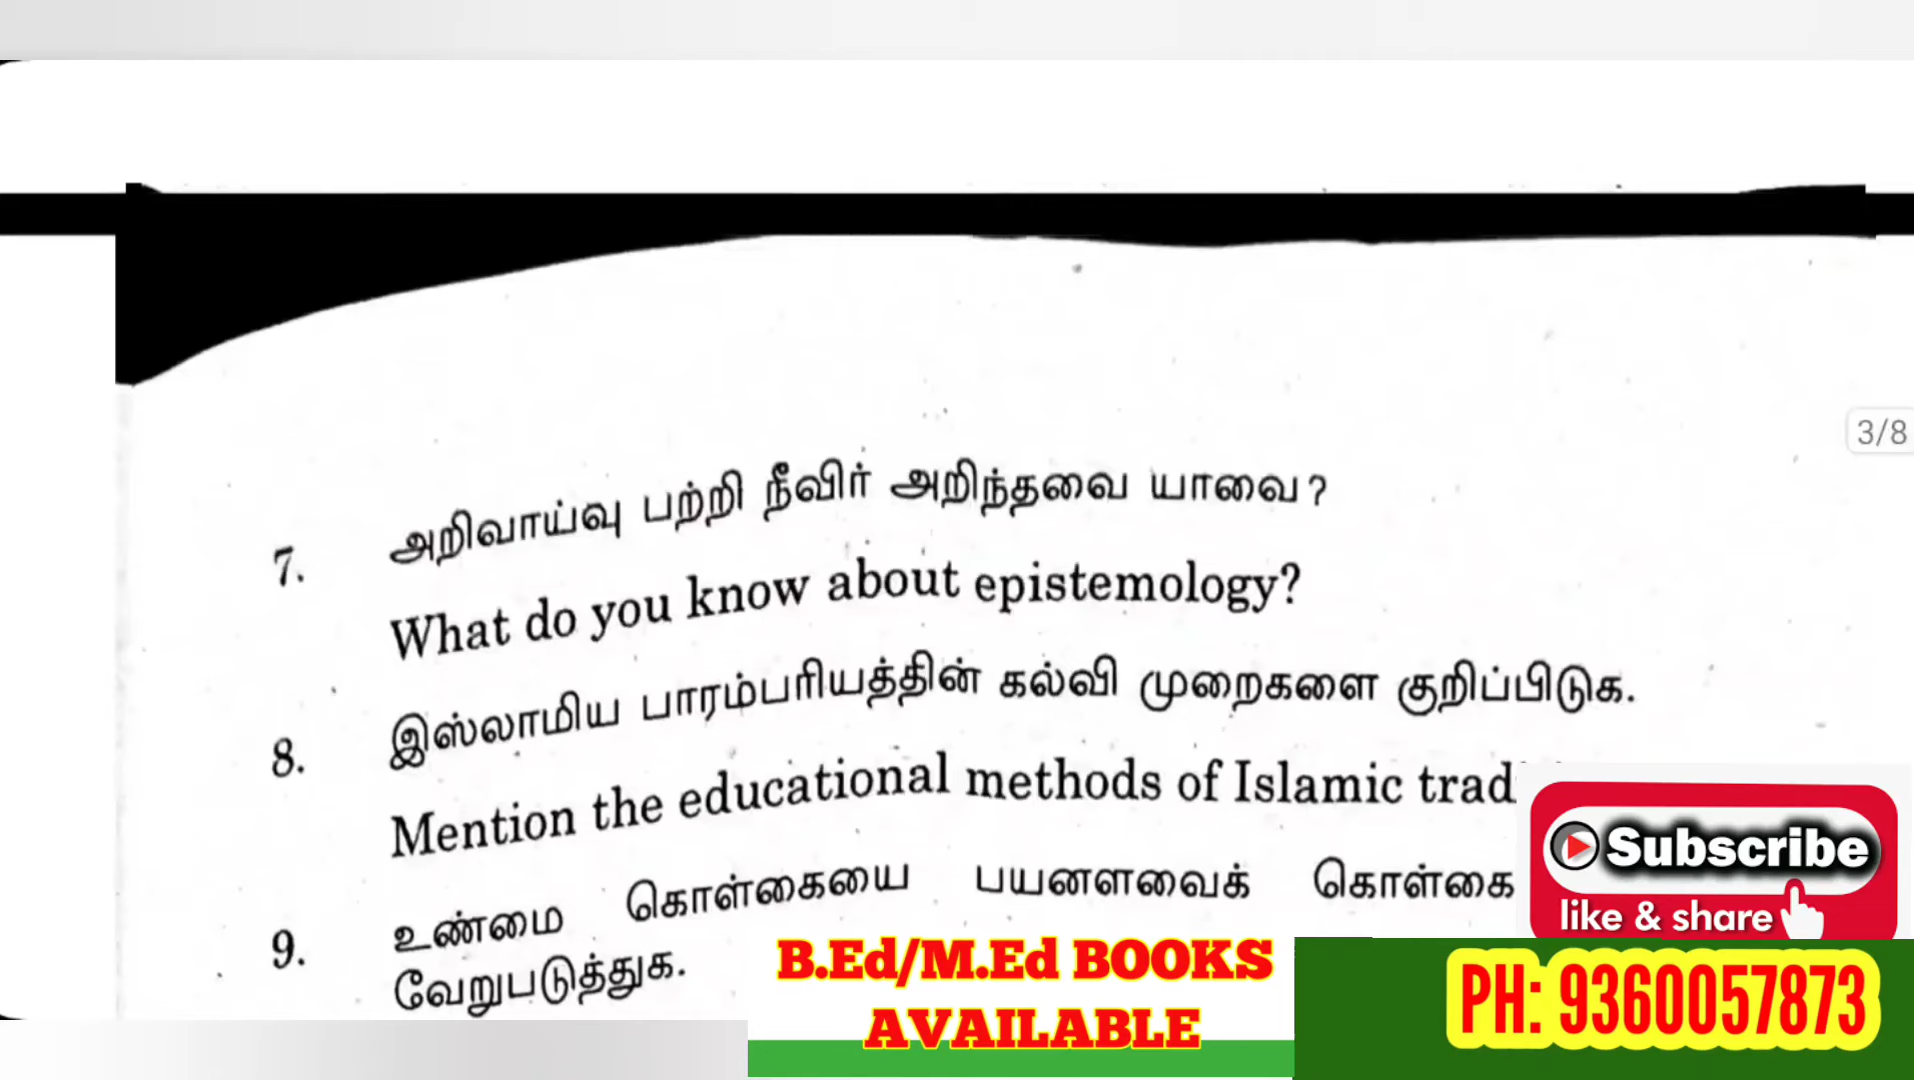 3/8
7. அறிவாய்வு பற்றி நீவிர் அறிந்தவை யாவை?
What do you know about epistemology?
8. இஸ்லாமிய பாரம்பரியத்தின் கல்வி முறைகளை குறிப்பிடுக.
Mention the educational methods of Islamic trad
9. உண்மை கொள்கையை பயனளவைக் கொள்கை
வேறுபடுத்துக.
Subscribe
like & share
B.Ed/M.Ed BOOKS
AVAILABLE
PH: 9360057873